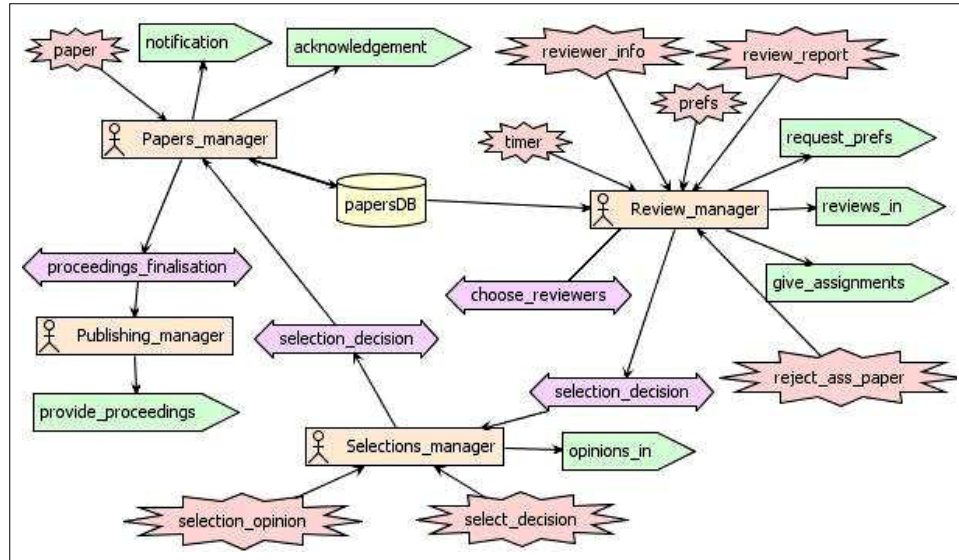 paper
notification
acknowledgement
reviewer_info
review_report
prefs
timer
Papers_manager
request_prefs
papersDB
Review_manager
reviews_in
proceedings_finalisation
choose_reviewers
give_assignments
Publishing_manager
selection_decision
reject_ass_paper
selection_decision
provide_proceedings
Selections_manager
opinions_in
selection_opinion
select_decision